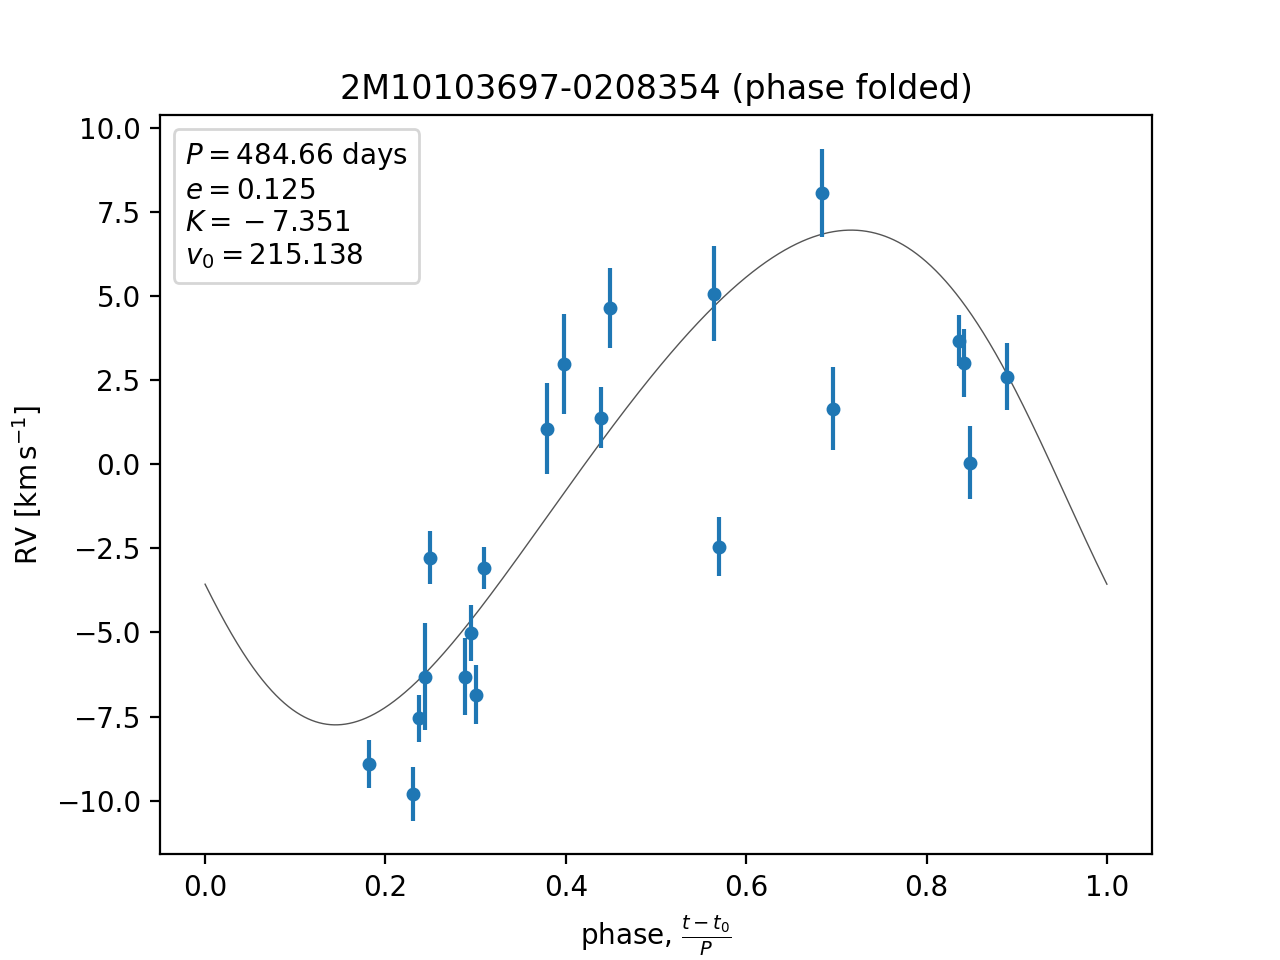 2M10103697-0208354 (phase folded)
P = 484.66 days
e = 0.125
K = −7.351
v₀ = 215.138
RV [km s⁻¹]
10.0
7.5
5.0
2.5
0.0
−2.5
−5.0
−7.5
−10.0
0.0 0.2 0.4 0.6 0.8 1.0
phase, (t − t₀)/P